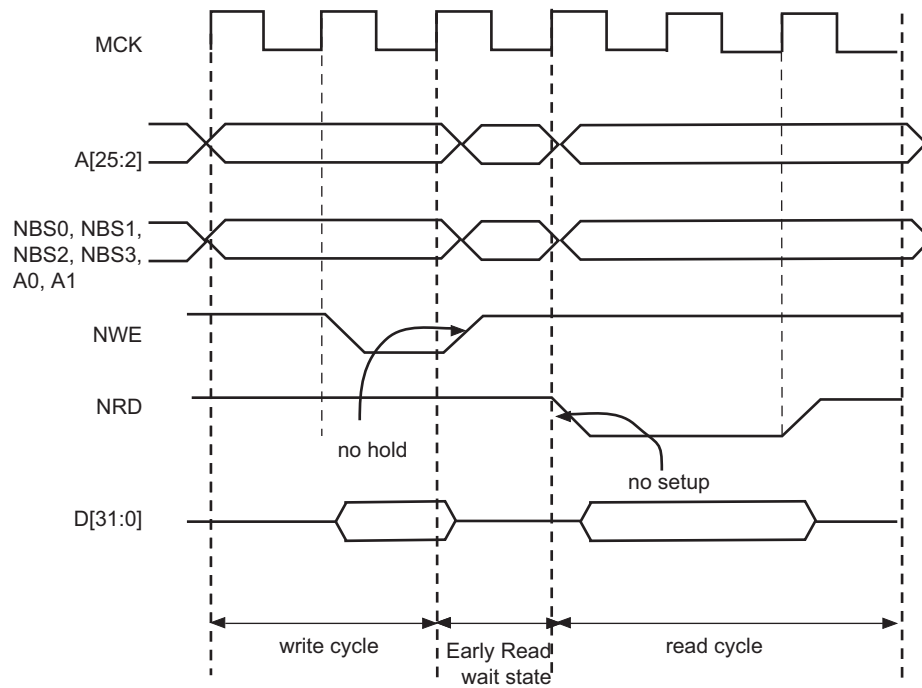 MCK
A[25:2]
NBS0, NBS1,
NBS2, NBS3,
A0, A1
NWE
NRD
no hold
no setup
D[31:0]
write cycle
Early Read
wait state
read cycle